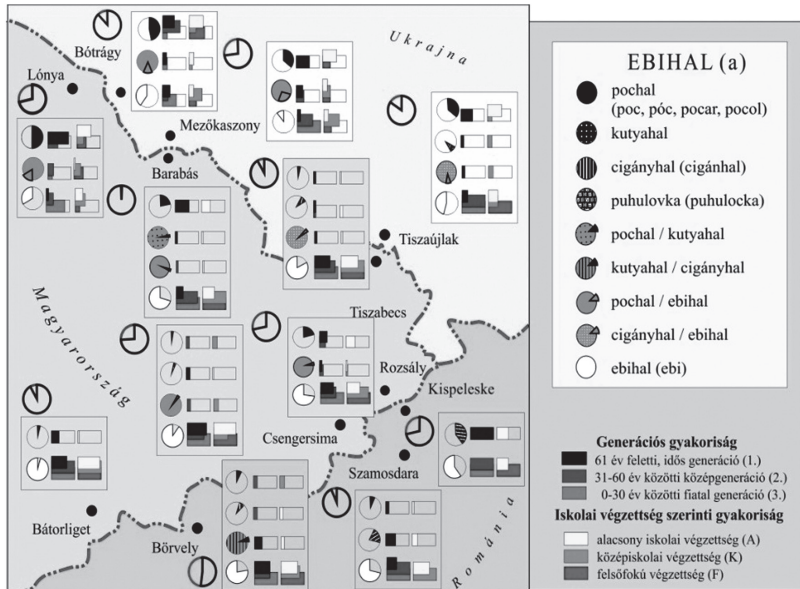 Ukrajna
Bótrágy
Lónya
Mezőkaszony
Barabás
Tiszaújlak
Tiszabecs
Magyarország
Rozsály
Kispeleske
Csengersima
Szamosdara
Bátorliget
Börvely
Románia
EBIHAL (a)
pochal
(poc, póc, pocar, pocol)
kutyahal
cigányhal (cigánhal)
puhulovka (puhulocka)
pochal / kutyahal
kutyahal / cigányhal
pochal / ebihal
cigányhal / ebihal
ebihal (ebi)
Generációs gyakoriság
61 év feletti, idős generáció (1.)
31-60 év közötti középgeneráció (2.)
0-30 év közötti fiatal generáció (3.)
Iskolai végzettség szerinti gyakoriság
alacsony iskolai végzettség (A)
középiskolai végzettség (K)
felsőfokú végzettség (F)